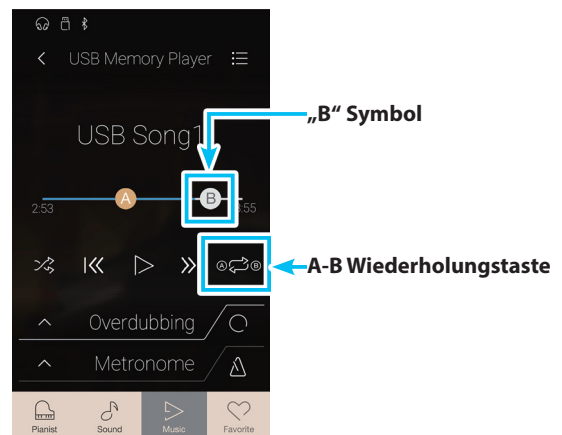 USB Memory Player
„B“ Symbol
USB Song1
A
B
2:53
:55
A-B Wiederholungstaste
A B
Overdubbing
Metronome
Pianist Sound Music Favorite